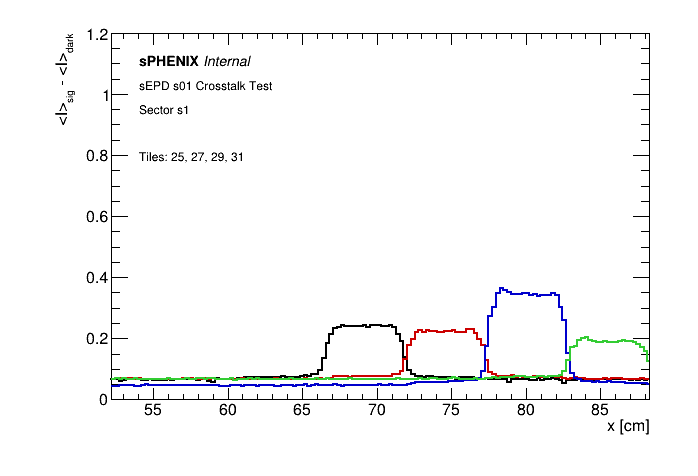 <I>sig - <I>dark
1.2
1
0.8
0.6
0.4
0.2
0
sPHENIX Internal
sEPD s01 Crosstalk Test
Sector s1
Tiles: 25, 27, 29, 31
55 60 65 70 75 80 85
x [cm]